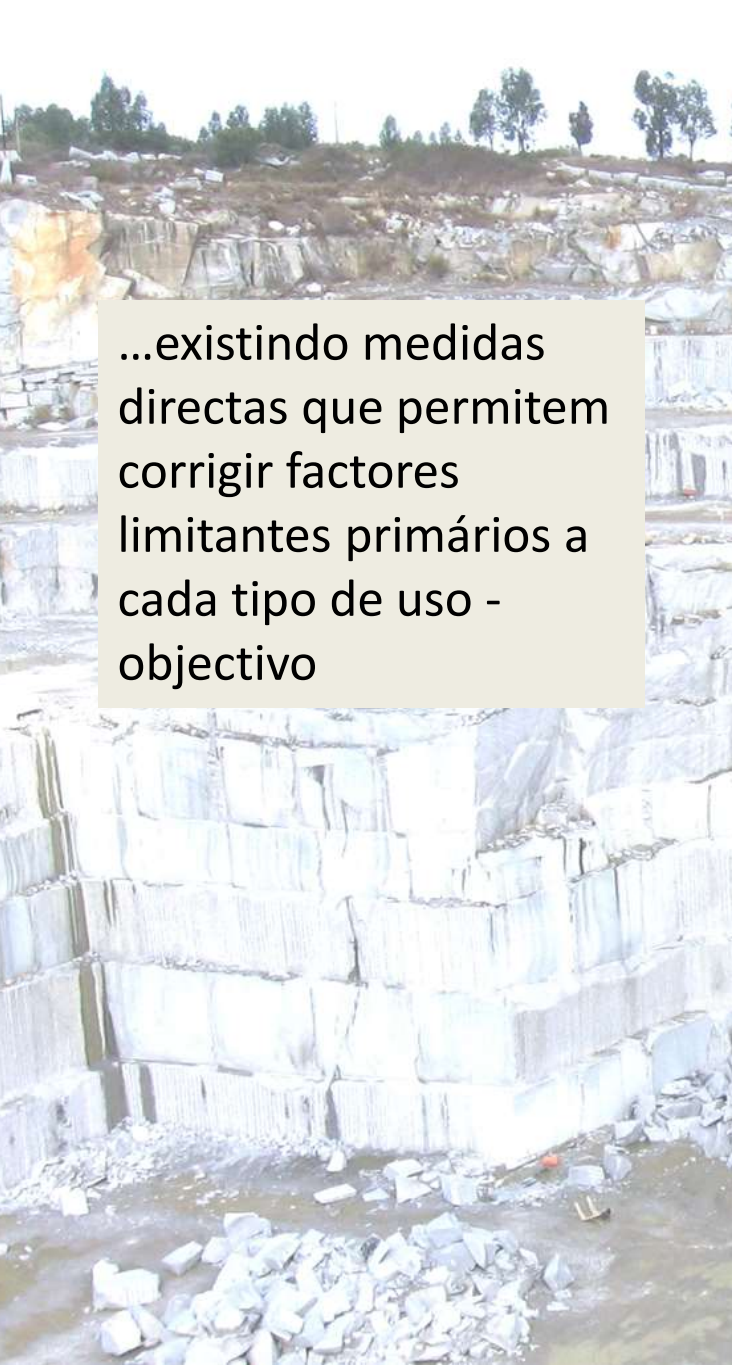 …existindo medidas
directas que permitem
corrigir factores
limitantes primários a
cada tipo de uso -
objectivo